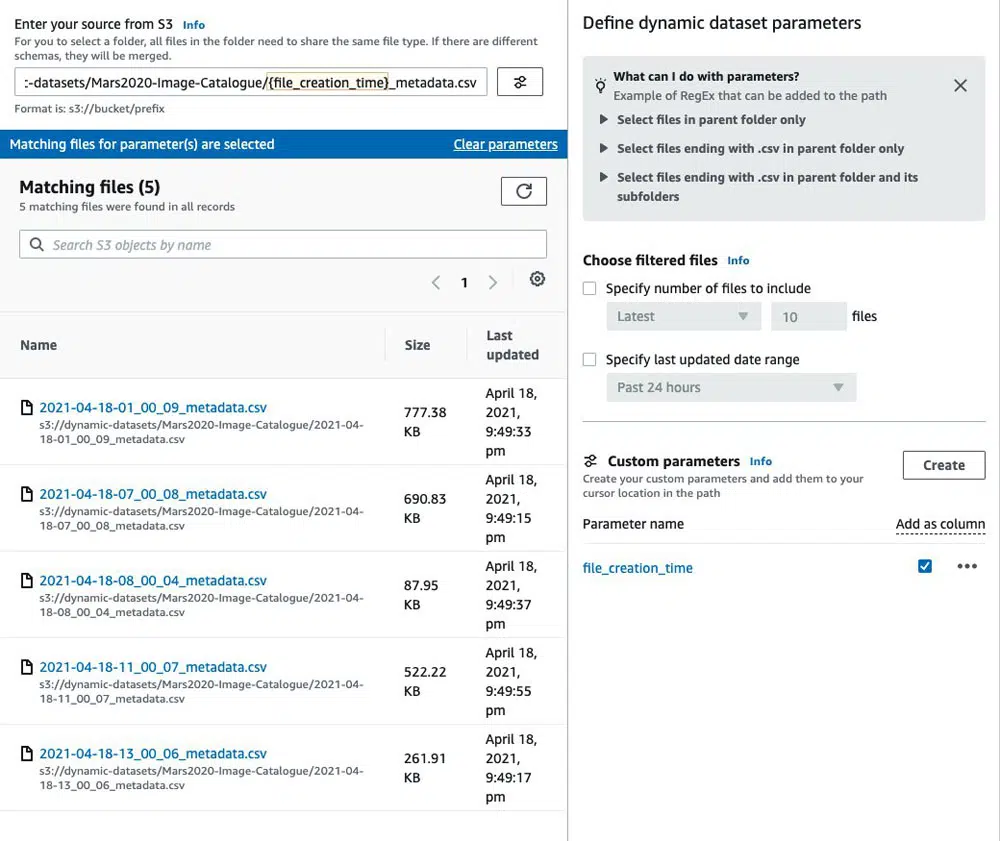 Enter your source from S3 Info
For you to select a folder, all files in the folder need to share the same file type. If there are different
schemas, they will be merged.
:-datasets/Mars2020-Image-Catalogue/{file_creation_time}_metadata.csv
Format is: s3://bucket/prefix
Matching files for parameter(s) are selected
Clear parameters
Matching files (5)
5 matching files were found in all records
Search S3 objects by name
1
Name
Size
Last
updated
2021-04-18-01_00_09_metadata.csv
s3://dynamic-datasets/Mars2020-Image-Catalogue/2021-04-
18-01_00_09_metadata.csv
777.38
KB
April 18,
2021,
9:49:33
pm
2021-04-18-07_00_08_metadata.csv
s3://dynamic-datasets/Mars2020-Image-Catalogue/2021-04-
18-07_00_08_metadata.csv
690.83
KB
April 18,
2021,
9:49:15
pm
2021-04-18-08_00_04_metadata.csv
s3://dynamic-datasets/Mars2020-Image-Catalogue/2021-04-
18-08_00_04_metadata.csv
87.95
KB
April 18,
2021,
9:49:37
pm
2021-04-18-11_00_07_metadata.csv
s3://dynamic-datasets/Mars2020-Image-Catalogue/2021-04-
18-11_00_07_metadata.csv
522.22
KB
April 18,
2021,
9:49:55
pm
2021-04-18-13_00_06_metadata.csv
s3://dynamic-datasets/Mars2020-Image-Catalogue/2021-04-
18-13_00_06_metadata.csv
261.91
KB
April 18,
2021,
9:49:17
pm
Define dynamic dataset parameters
What can I do with parameters?
Example of RegEx that can be added to the path
Select files in parent folder only
Select files ending with .csv in parent folder only
Select files ending with .csv in parent folder and its
subfolders
Choose filtered files Info
Specify number of files to include
Latest
10
files
Specify last updated date range
Past 24 hours
Custom parameters Info
Create your custom parameters and add them to your
cursor location in the path
Create
Parameter name
Add as column
file_creation_time